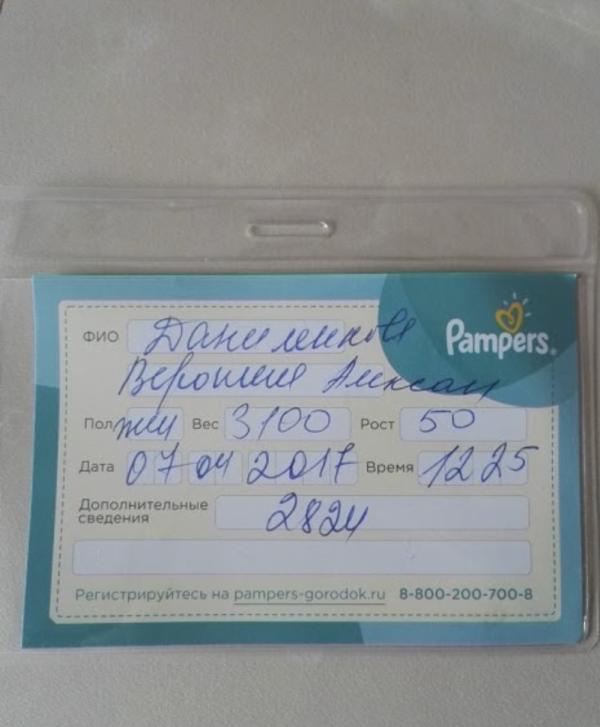 Pampers.
ФИО Даниленкова
Вероника Алексан
Пол жен Вес 3100 Рост 50
Дата 07 04 2017 Время 12 25
Дополнительные сведения 2824
Регистрируйтесь на pampers-gorodok.ru 8-800-200-700-8